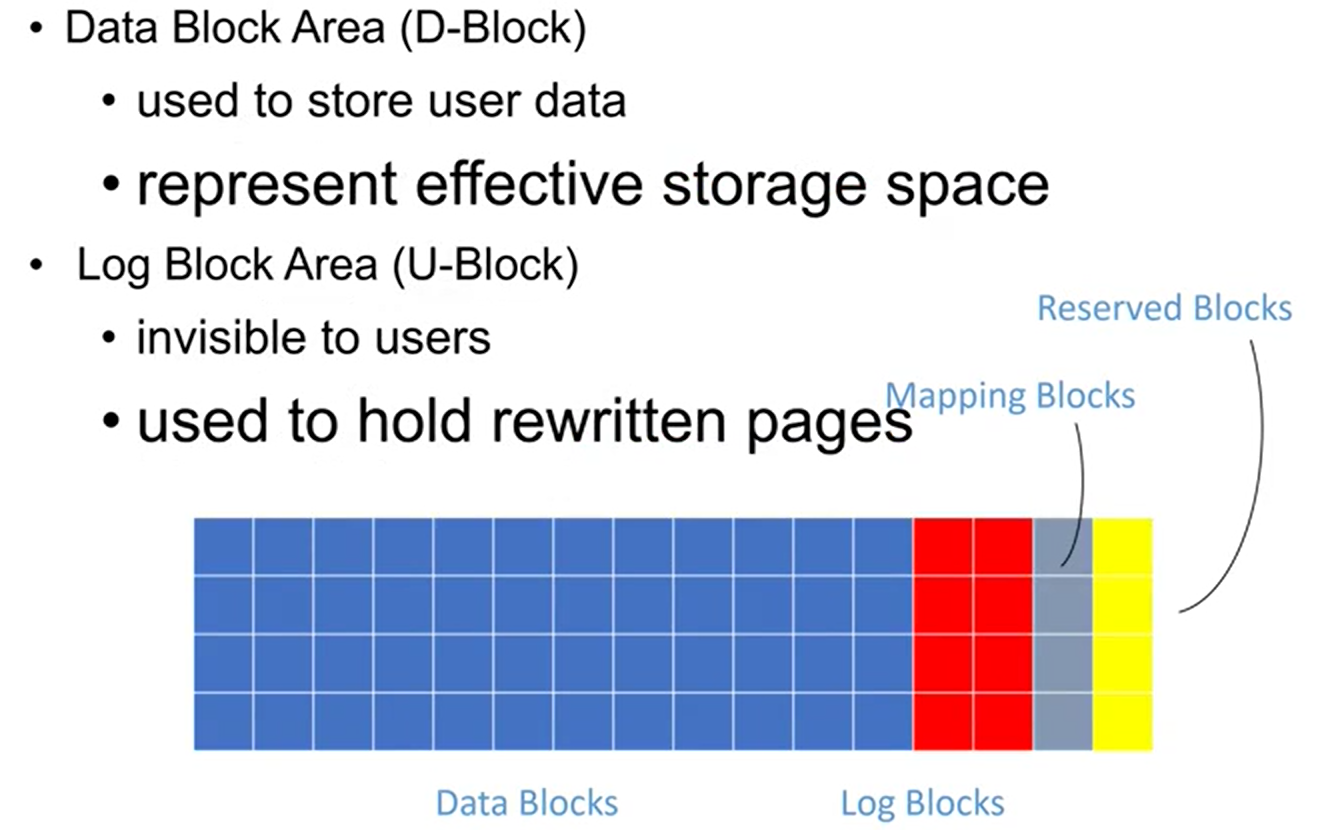 • Data Block Area (D-Block)
• used to store user data
• represent effective storage space
• Log Block Area (U-Block)
• invisible to users
Reserved Blocks
Mapping Blocks
• used to hold rewritten pages
Data Blocks
Log Blocks